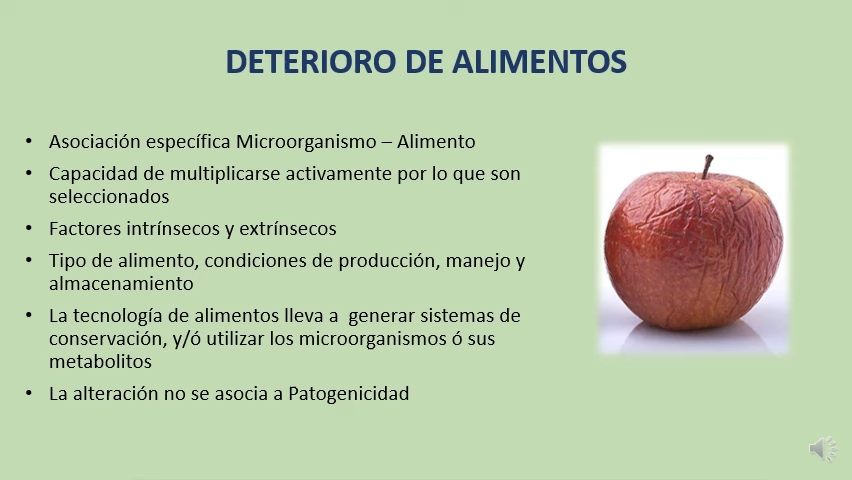 DETERIORO DE ALIMENTOS
• Asociación específica Microorganismo – Alimento
• Capacidad de multiplicarse activamente por lo que son
seleccionados
• Factores intrínsecos y extrínsecos
• Tipo de alimento, condiciones de producción, manejo y
almacenamiento
• La tecnología de alimentos lleva a  generar sistemas de
conservación, y/ó utilizar los microorganismos ó sus
metabolitos
• La alteración no se asocia a Patogenicidad